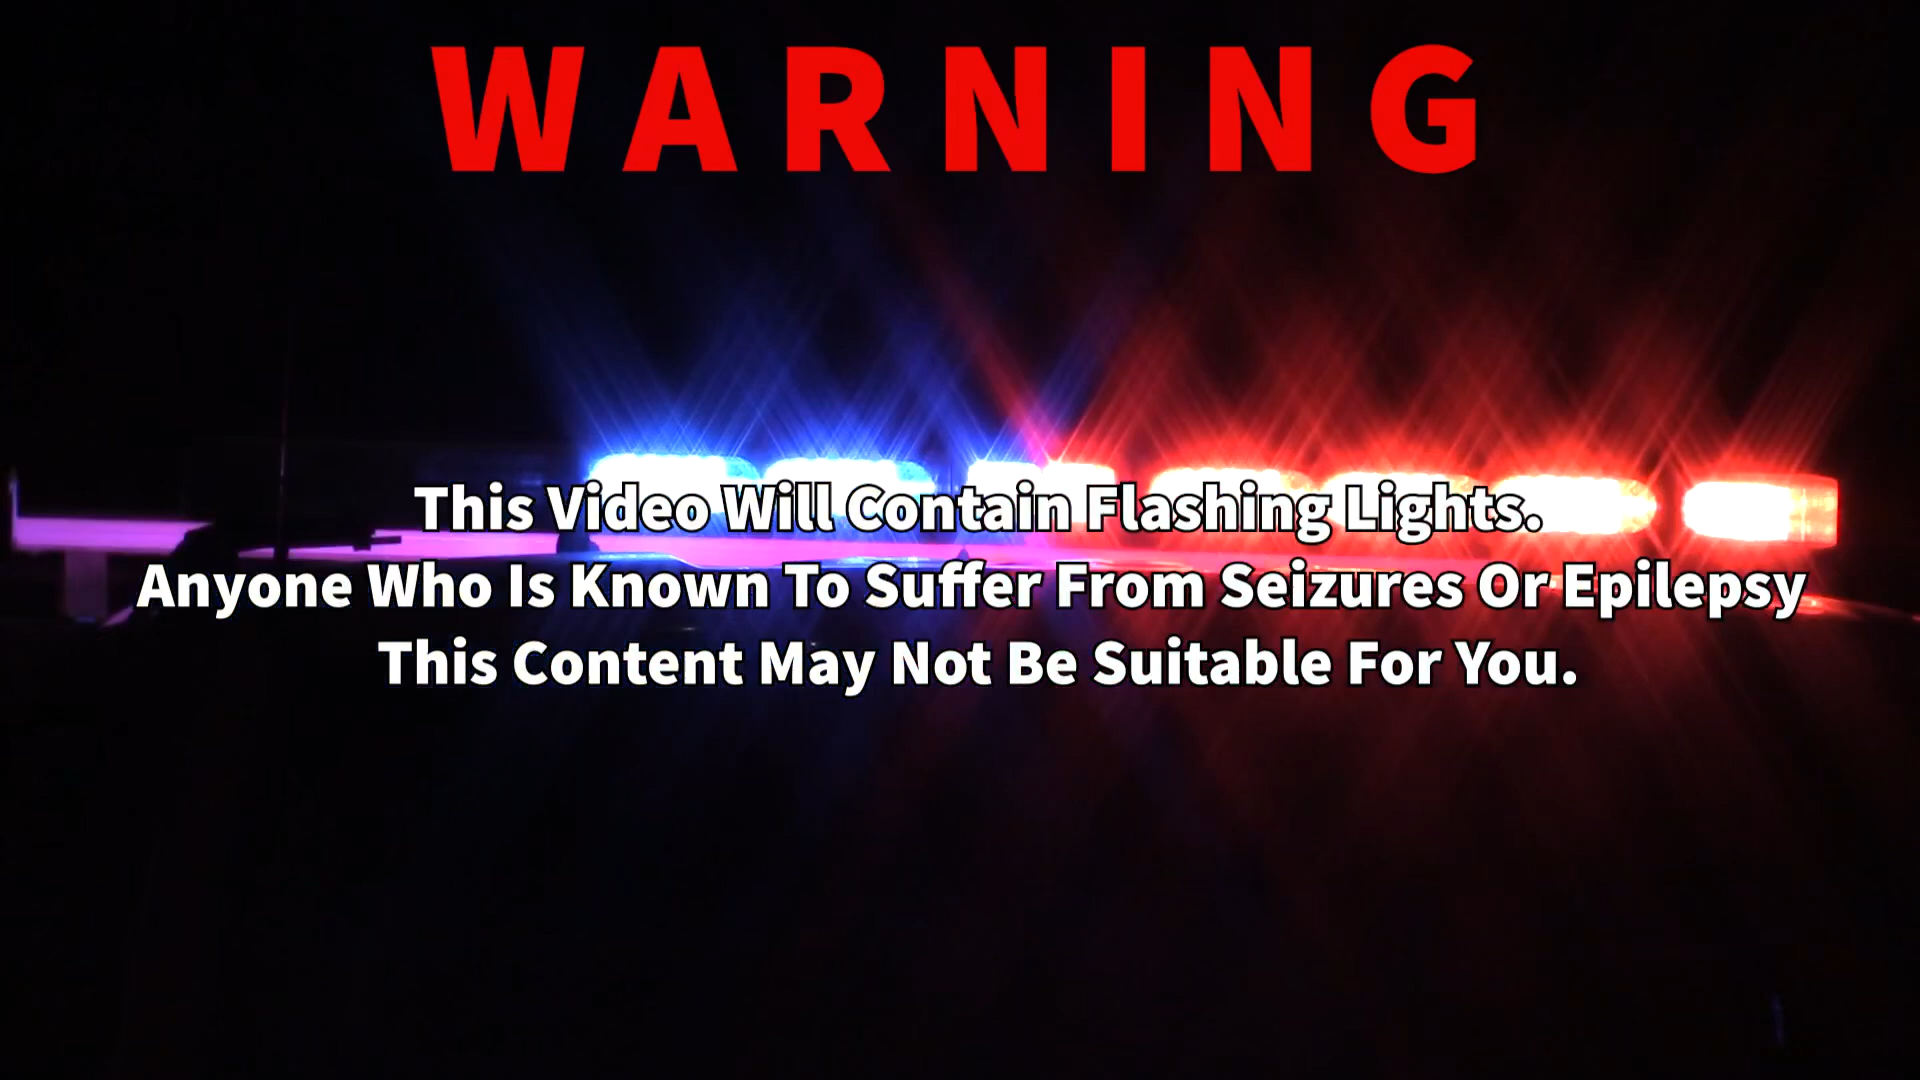 WARNING
This Video Will Contain Flashing Lights.
Anyone Who Is Known To Suffer From Seizures Or Epilepsy
This Content May Not Be Suitable For You.